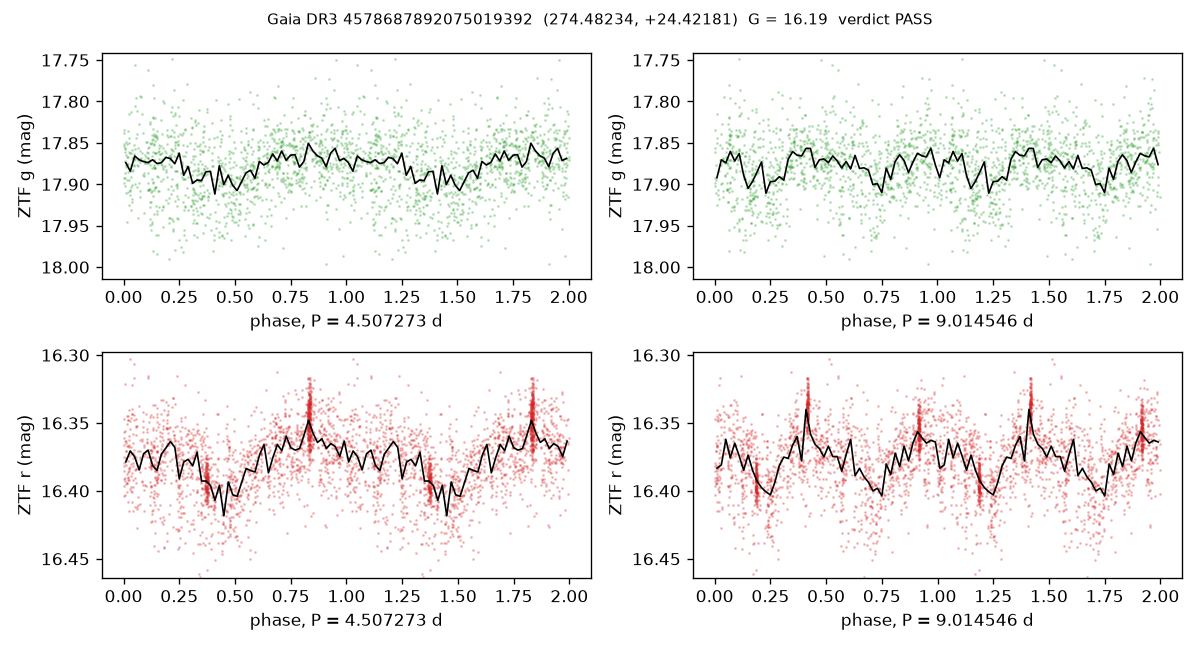 Gaia DR3 4578687892075019392  (274.48234, +24.42181)  G = 16.19  verdict PASS
ZTF g (mag)
17.75
17.80
17.85
17.90
17.95
18.00
0.00 0.25 0.50 0.75 1.00 1.25 1.50 1.75 2.00
phase, P = 4.507273 d
ZTF g (mag)
17.75
17.80
17.85
17.90
17.95
18.00
0.00 0.25 0.50 0.75 1.00 1.25 1.50 1.75 2.00
phase, P = 9.014546 d
ZTF r (mag)
16.30
16.35
16.40
16.45
0.00 0.25 0.50 0.75 1.00 1.25 1.50 1.75 2.00
phase, P = 4.507273 d
ZTF r (mag)
16.30
16.35
16.40
16.45
0.00 0.25 0.50 0.75 1.00 1.25 1.50 1.75 2.00
phase, P = 9.014546 d